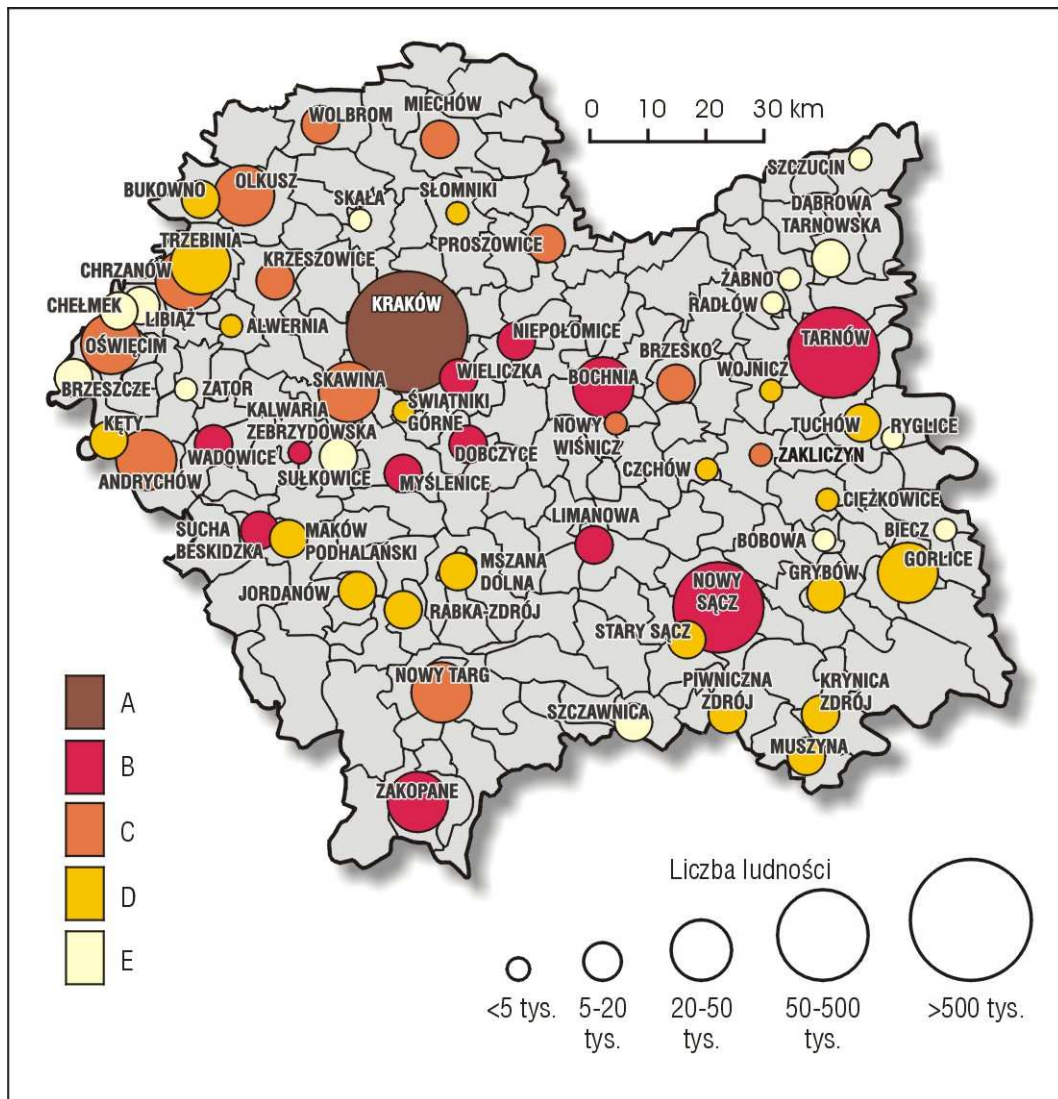 WOLBROM
MIECHÓW
0 10 20 30 km
SZCZUCIN
BUKOWNO
OLKUSZ
SKAŁA
SŁOMNIKI
DĄBROWA
TARNOWSKA
TRZEBINIA
PROSZOWICE
CHRZANÓW
KRZESZOWICE
ŻABNO
CHEŁMEK
LIBIĄŻ
ALWERNIA
KRAKÓW
NIEPOŁOMICE
RADŁÓW
OŚWIĘCIM
BRZESKO
TARNÓW
BRZESZCZE
ZATOR
SKAWINA
WIELICZKA
BOCHNIA
WOJNICZ
KĘTY
KALWARIA
ZEBRZYDOWSKA
ŚWIĄTNIKI
GÓRNE
NOWY
WIŚNICZ
TUCHÓW
RYGLICE
ANDRYCHÓW
WADOWICE
SUŁKOWICE
DOBCZYCE
MYŚLENICE
CZCHÓW
ZAKLICZYN
CIĘŻKOWICE
SUCHA
BESKIDZKA
MAKÓW
PODHALAŃSKI
LIMANOWA
BOBOWA
BIECZ
GORLICE
JORDANÓW
MSZANA
DOLNA
RABKA-ZDRÓJ
NOWY
SĄCZ
GRYBÓW
STARY SĄCZ
NOWY TARG
SZCZAWNICA
PIWNICZNA
ZDRÓJ
KRYNICA
ZDRÓJ
MUSZYNA
ZAKOPANE
A
B
C
D
E
Liczba ludności
<5 tys.
5-20
tys.
20-50
tys.
50-500
tys.
>500 tys.